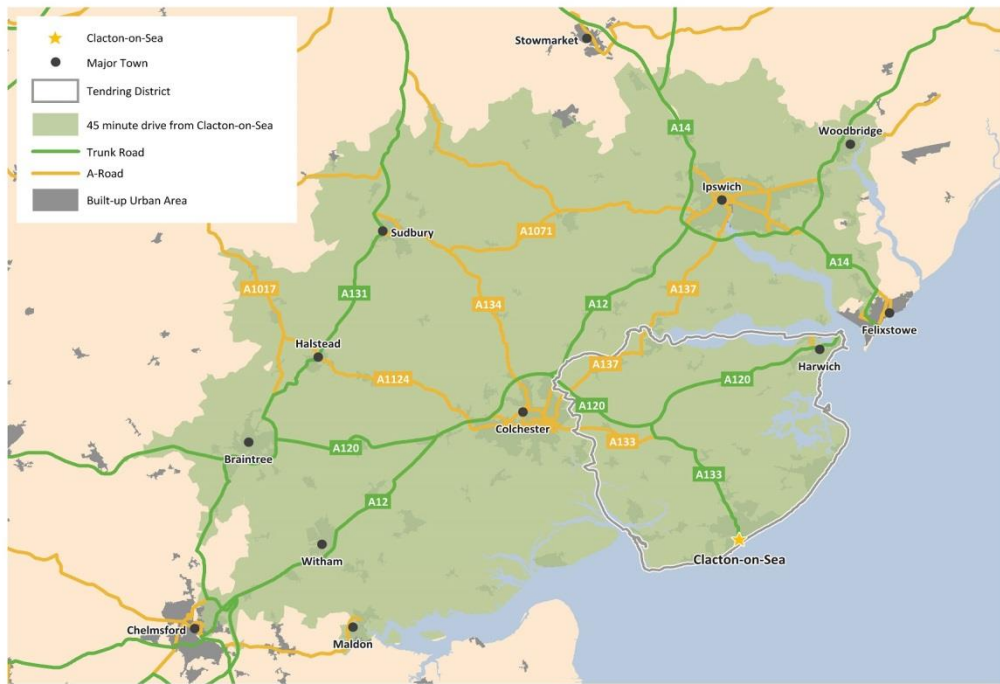 Clacton-on-Sea
Major Town
Tendring District
45 minute drive from Clacton-on-Sea
Trunk Road
A-Road
Built-up Urban Area
Stowmarket
A14
Woodbridge
Ipswich
Sudbury
A1071
A14
A1017
A131
A134
A12
A137
Felixstowe
Halstead
Harwich
A137
A1124
A120
A120
Colchester
A133
Braintree
A120
A133
A12
Witham
Clacton-on-Sea
Chelmsford
Maldon